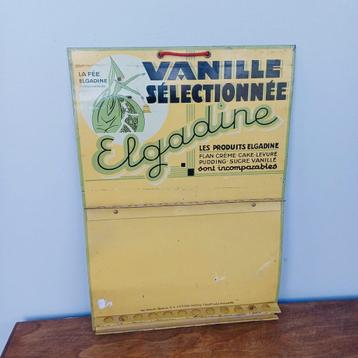 VANILLE
LA FÉE
ELGADINE
SÉLECTIONNÉE
Elgadine
LES PRODUITS ELGADINE
FLAN CRÈME-CAKE-LEVURE
PUDDING-SUCRE VANILLÉ
sont incomparables